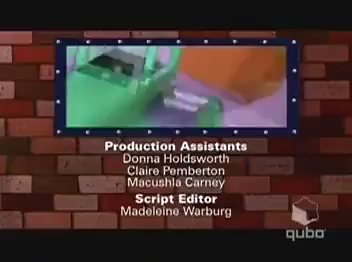 Production Assistants
Donna Holdsworth
Claire Pemberton
Macushla Carney
Script Editor
Madeleine Warburg
qubo